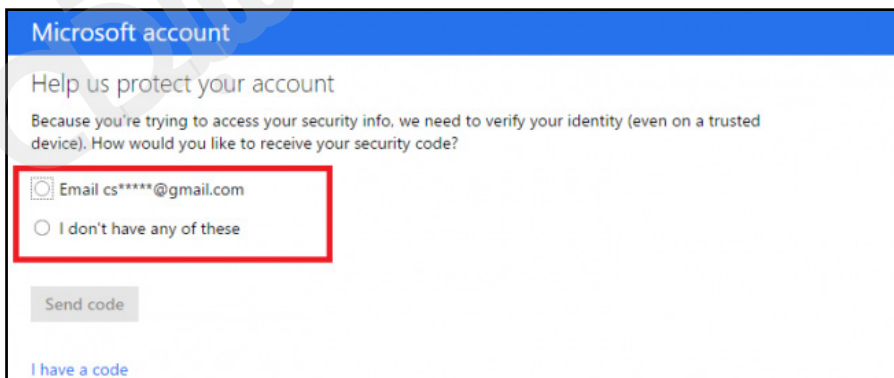 Microsoft account
Help us protect your account
Because you're trying to access your security info, we need to verify your identity (even on a trusted
device). How would you like to receive your security code?
Email cs*****@gmail.com
I don't have any of these
Send code
I have a code